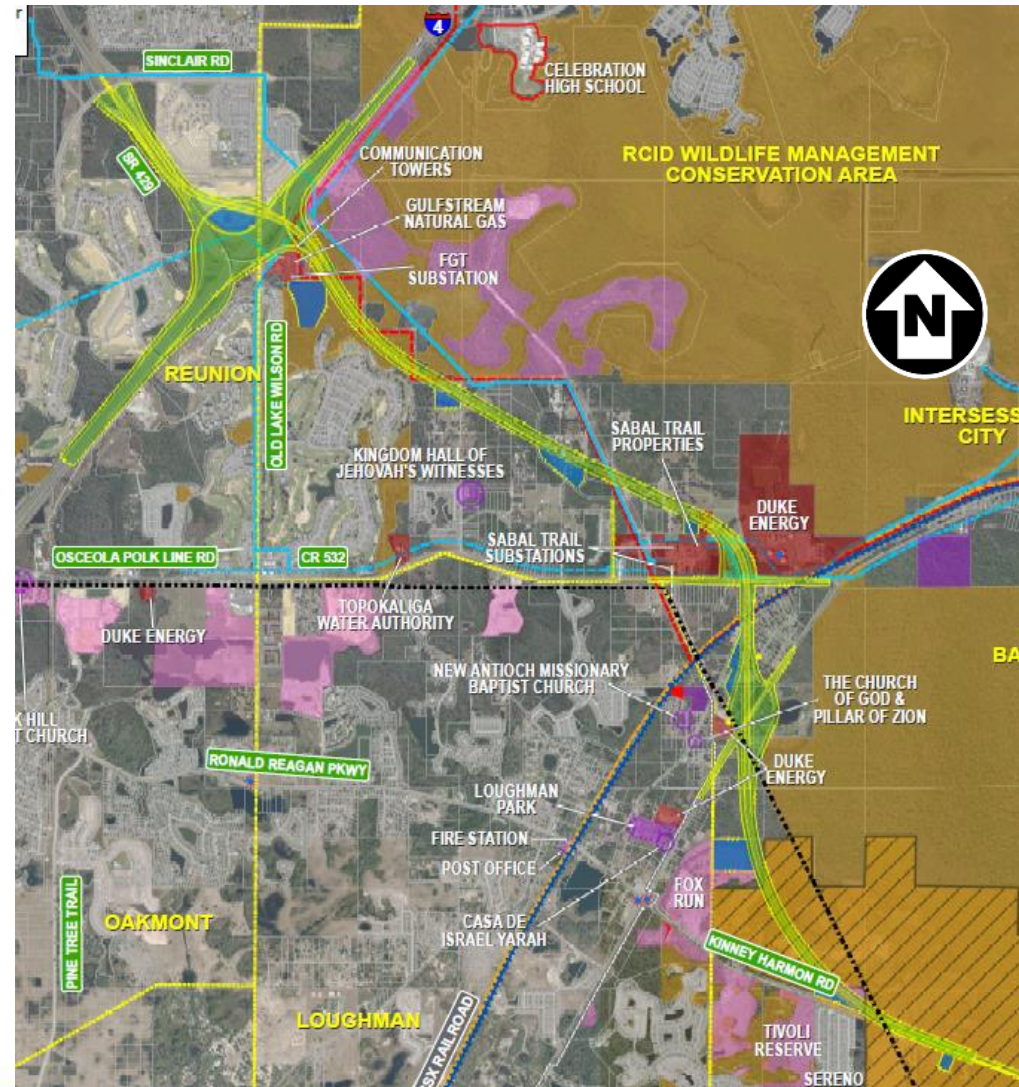 r
4
SINCLAIR RD
CELEBRATION
HIGH SCHOOL
SR 429
COMMUNICATION
TOWERS
RCID WILDLIFE MANAGEMENT
CONSERVATION AREA
GULFSTREAM
NATURAL GAS
FGT
SUBSTATION
N
OLD LAKE WILSON RD
REUNION
INTERSESS
CITY
SABAL TRAIL
PROPERTIES
KINGDOM HALL OF
JEHOVAH'S WITNESSES
DUKE
ENERGY
SABAL TRAIL
SUBSTATIONS
OSCEOLA POLK LINE RD
CR 532
TOPOKALIGA
WATER AUTHORITY
DUKE ENERGY
NEW ANTIOCH MISSIONARY
BAPTIST CHURCH
BA
THE CHURCH
OF GOD &
PILLAR OF ZION
K HILL
T CHURCH
RONALD REAGAN PKWY
DUKE
ENERGY
LOUGHMAN
PARK
FIRE STATION
POST OFFICE
FOX
RUN
PINE TREE TRAIL
OAKMONT
CASA DE
ISRAEL YARAH
KINNEY HARMON RD
LOUGHMAN
SX RAILROAD
TIVOLI
RESERVE
SERENO